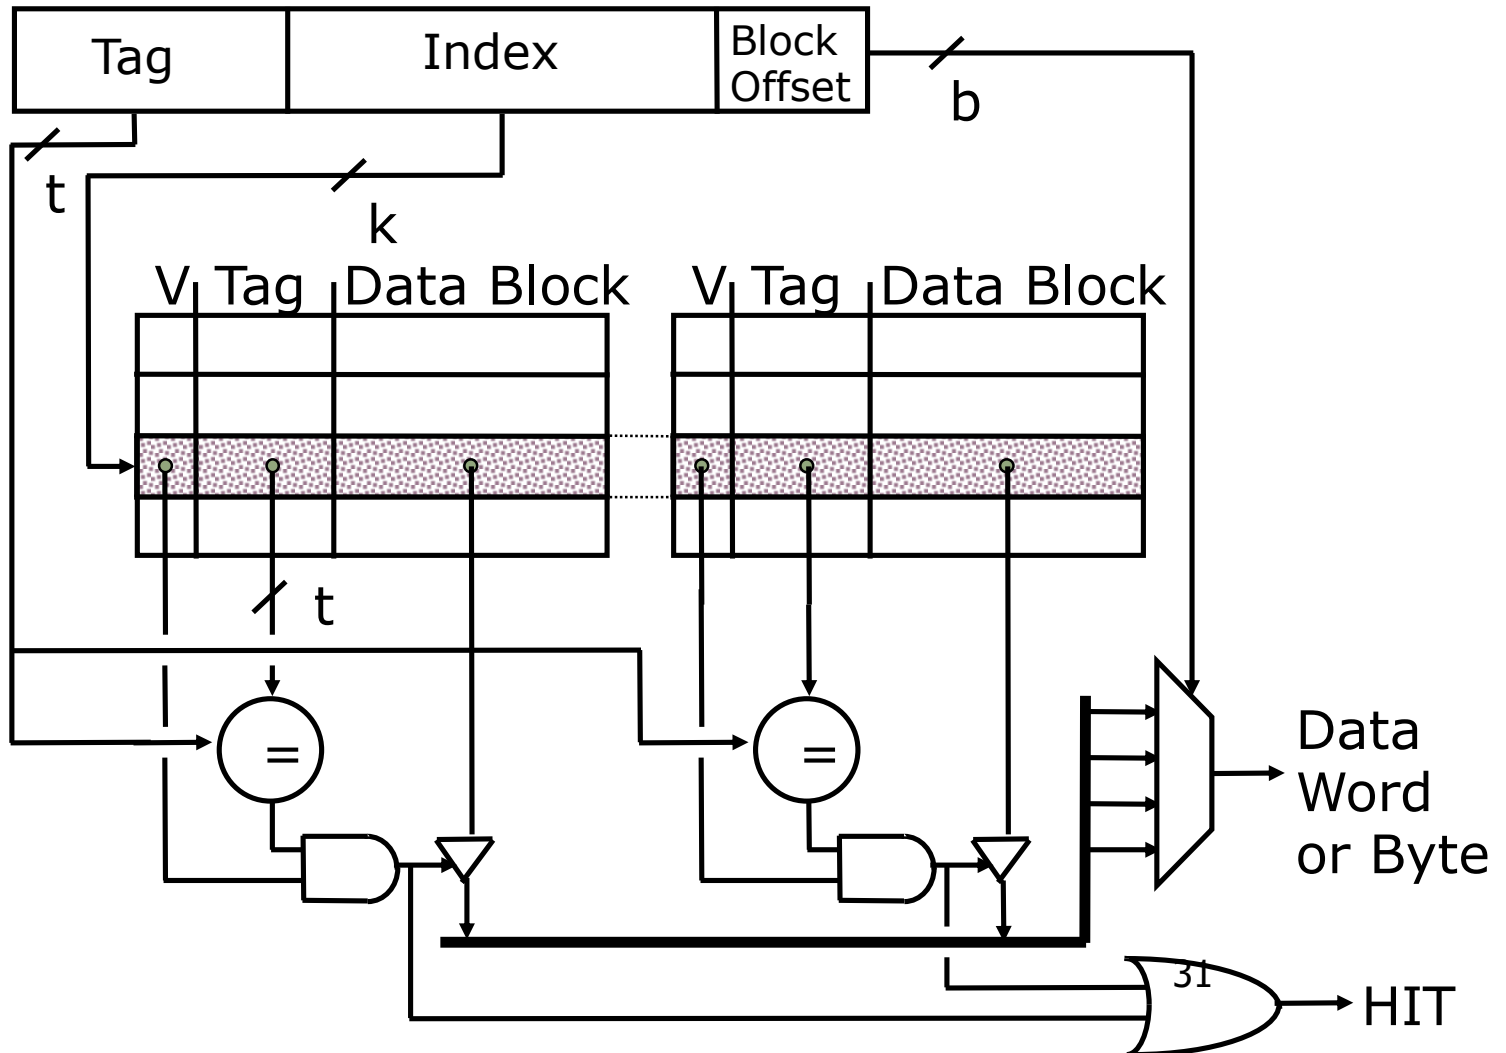 Tag
Index
Block
Offset
b
t
k
V Tag Data Block
V Tag Data Block
t
=
=
Data
Word
or Byte
31
HIT